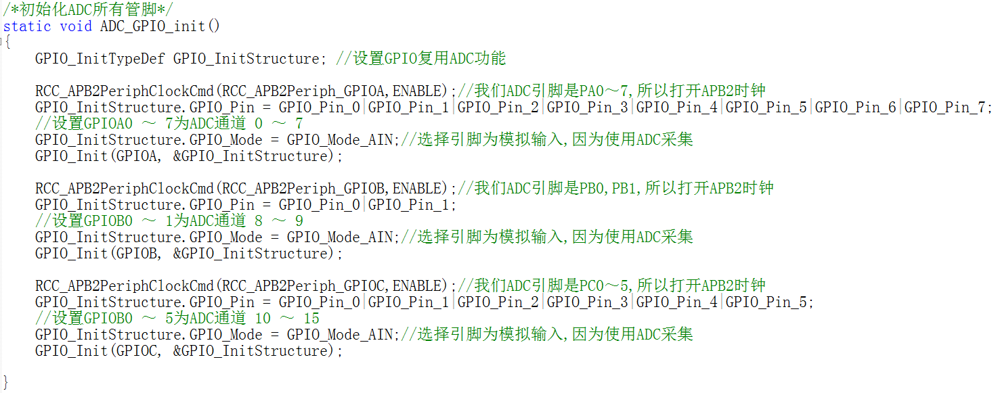 /*初始化ADC所有管脚*/
static void ADC_GPIO_init()
{
GPIO_InitTypeDef GPIO_InitStructure; //设置GPIO复用ADC功能
RCC_APB2PeriphClockCmd(RCC_APB2Periph_GPIOA,ENABLE);//我们ADC引脚是PA0～7,所以打开APB2时钟
GPIO_InitStructure.GPIO_Pin = GPIO_Pin_0|GPIO_Pin_1|GPIO_Pin_2|GPIO_Pin_3|GPIO_Pin_4|GPIO_Pin_5|GPIO_Pin_6|GPIO_Pin_7;
//设置GPIOA0 ～ 7为ADC通道 0 ～ 7
GPIO_InitStructure.GPIO_Mode = GPIO_Mode_AIN;//选择引脚为模拟输入,因为使用ADC采集
GPIO_Init(GPIOA, &GPIO_InitStructure);
RCC_APB2PeriphClockCmd(RCC_APB2Periph_GPIOB,ENABLE);//我们ADC引脚是PB0,PB1,所以打开APB2时钟
GPIO_InitStructure.GPIO_Pin = GPIO_Pin_0|GPIO_Pin_1;
//设置GPIOB0 ～ 1为ADC通道 8 ～ 9
GPIO_InitStructure.GPIO_Mode = GPIO_Mode_AIN;//选择引脚为模拟输入,因为使用ADC采集
GPIO_Init(GPIOB, &GPIO_InitStructure);
RCC_APB2PeriphClockCmd(RCC_APB2Periph_GPIOC,ENABLE);//我们ADC引脚是PC0～5,所以打开APB2时钟
GPIO_InitStructure.GPIO_Pin = GPIO_Pin_0|GPIO_Pin_1|GPIO_Pin_2|GPIO_Pin_3|GPIO_Pin_4|GPIO_Pin_5;
//设置GPIOB0 ～ 5为ADC通道 10 ～ 15
GPIO_InitStructure.GPIO_Mode = GPIO_Mode_AIN;//选择引脚为模拟输入,因为使用ADC采集
GPIO_Init(GPIOC, &GPIO_InitStructure);
}